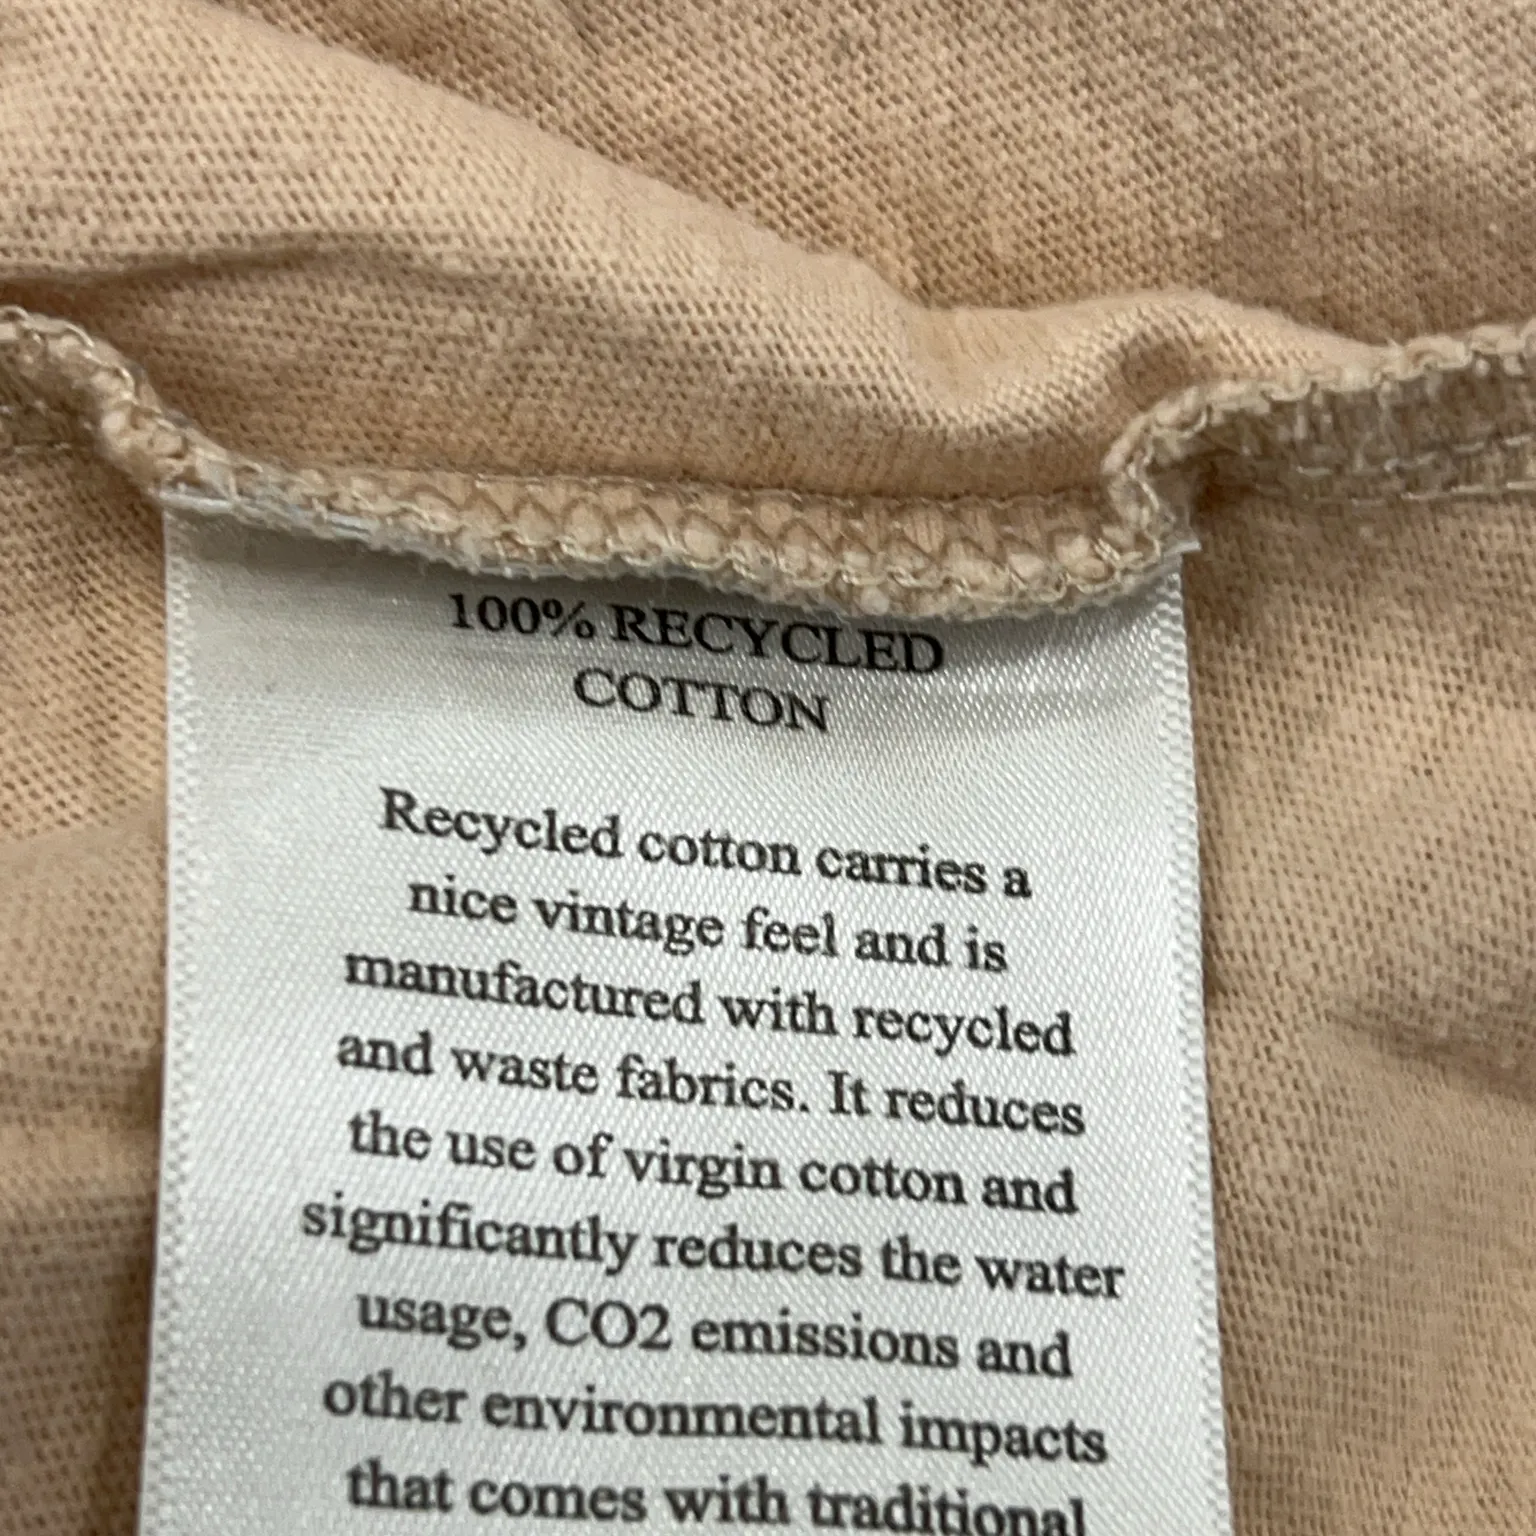 100% RECYCLED
COTTON
Recycled cotton carries a
nice vintage feel and is
manufactured with recycled
and waste fabrics. It reduces
the use of virgin cotton and
significantly reduces the water
usage, CO2 emissions and
other environmental impacts
that comes with traditional